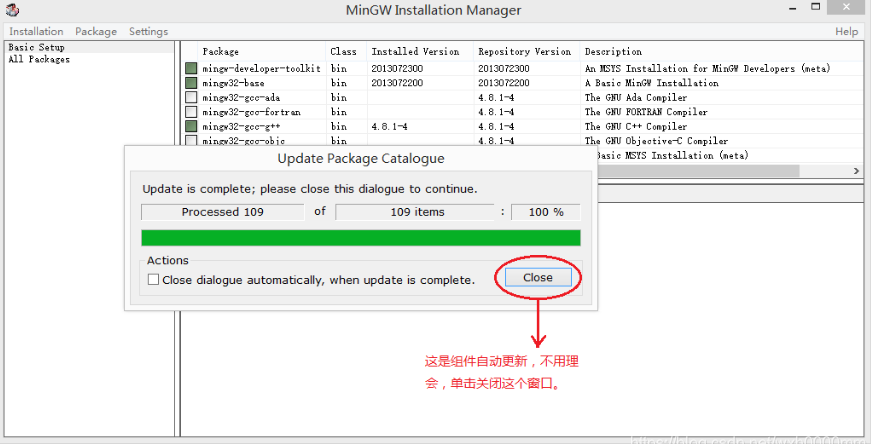 MinGW Installation Manager
Installation Package Settings Help
Basic Setup
All Packages
Package Class Installed Version Repository Version Description
mingw-developer-toolkit bin 2013072300 2013072300 An MSYS Installation for MinGW Developers (meta)
mingw32-base bin 2013072200 2013072200 A Basic MinGW Installation
mingw32-gcc-ada bin 4.8.1-4 The GNU Ada Compiler
mingw32-gcc-fortran bin 4.8.1-4 The GNU FORTRAN Compiler
mingw32-gcc-g++ bin 4.8.1-4 4.8.1-4 The GNU C++ Compiler
mingw32-gcc-objc bin 4.8.1-4 The GNU Objective-C Compiler
Basic MSYS Installation (meta)
Update Package Catalogue
Update is complete; please close this dialogue to continue.
Processed 109 of 109 items : 100 %
Actions
Close dialogue automatically, when update is complete.
Close
这是组件自动更新，不用理
会，单击关闭这个窗口。